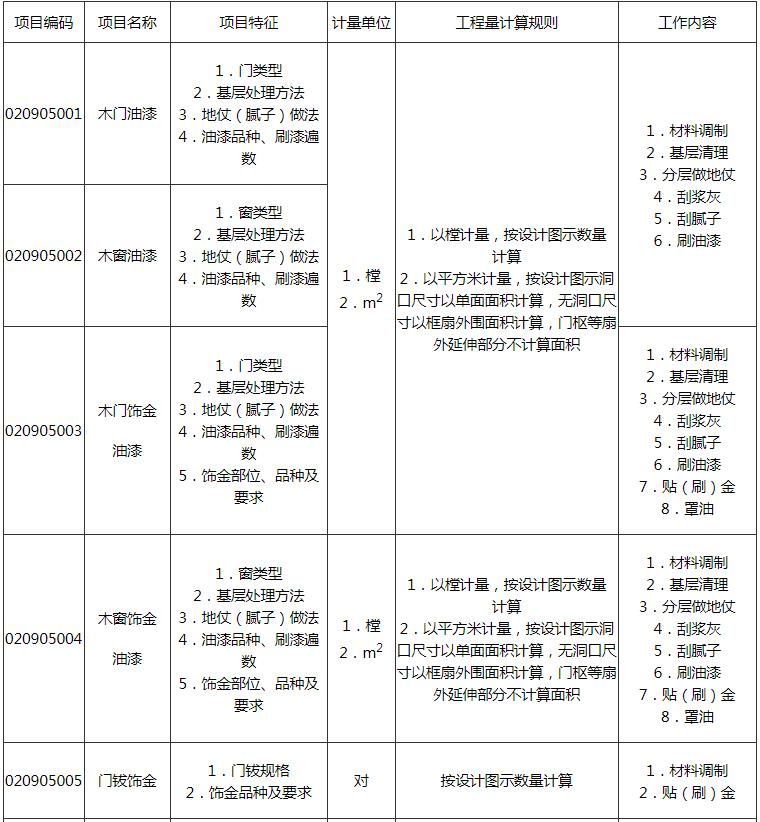 项目编码 项目名称 项目特征 计量单位 工程量计算规则 工作内容
020905001
木门油漆
1．门类型
2．基层处理方法
3．地仗（腻子）做法
4．油漆品种、刷漆遍
数
020905002
木窗油漆
1．窗类型
2．基层处理方法
3．地仗（腻子）做法
4．油漆品种、刷漆遍
数
1．樘
2．m²
1．以樘计量，按设计图示数量
计算
2．以平方米计量，按设计图示洞
口尺寸以单面面积计算，无洞口尺
寸以框扇外围面积计算，门枢等扇
外延伸部分不计算面积
1．材料调制
2．基层清理
3．分层做地仗
4．刮浆灰
5．刮腻子
6．刷油漆
020905003
木门饰金
油漆
1．门类型
2．基层处理方法
3．地仗（腻子）做法
4．油漆品种、刷漆遍
数
5．饰金部位、品种及
要求
1．材料调制
2．基层清理
3．分层做地仗
4．刮浆灰
5．刮腻子
6．刷油漆
7．贴（刷）金
8．罩油
020905004
木窗饰金
油漆
1．窗类型
2．基层处理方法
3．地仗（腻子）做法
4．油漆品种、刷漆遍
数
5．饰金部位、品种及
要求
1．樘
2．m²
1．以樘计量，按设计图示数量
计算
2．以平方米计量，按设计图示洞
口尺寸以单面面积计算，无洞口尺
寸以框扇外围面积计算，门枢等扇
外延伸部分不计算面积
1．材料调制
2．基层清理
3．分层做地仗
4．刮浆灰
5．刮腻子
6．刷油漆
7．贴（刷）金
8．罩油
020905005
门钹饰金
1．门钹规格
2．饰金品种及要求
对
按设计图示数量计算
1．材料调制
2．贴（刷）金